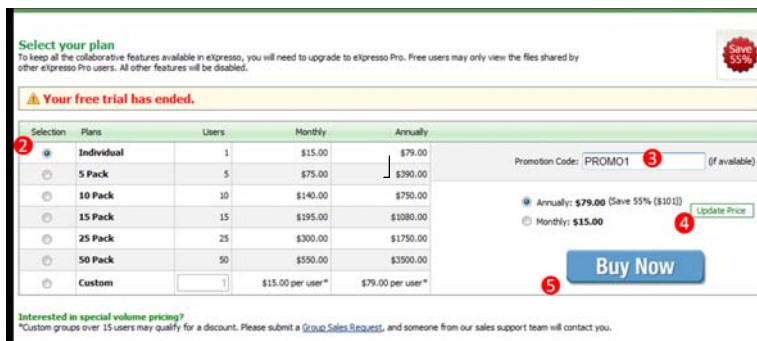 Select your plan
To keep all the collaborative features available in eXpresso, you will need to upgrade to eXpresso Pro. Free users may only view the files shared by
other eXpresso Pro users. All other features will be disabled.
Save
55%
Your free trial has ended.
Selection Plans Users Monthly Annually
2 Individual 1 $15.00 $79.00
5 Pack 5 $75.00 $390.00
10 Pack 10 $140.00 $750.00
15 Pack 15 $195.00 $1080.00
25 Pack 25 $300.00 $1750.00
50 Pack 50 $550.00 $3500.00
Custom 1 $15.00 per user* $79.00 per user*
Promotion Code: PROMO1 3 (if available)
Annually: $79.00 (Save 55% ($101))
Monthly: $15.00
4 Update Price
5 Buy Now
Interested in special volume pricing?
*Custom groups over 15 users may qualify for a discount. Please submit a Group Sales Request, and someone from our sales support team will contact you.